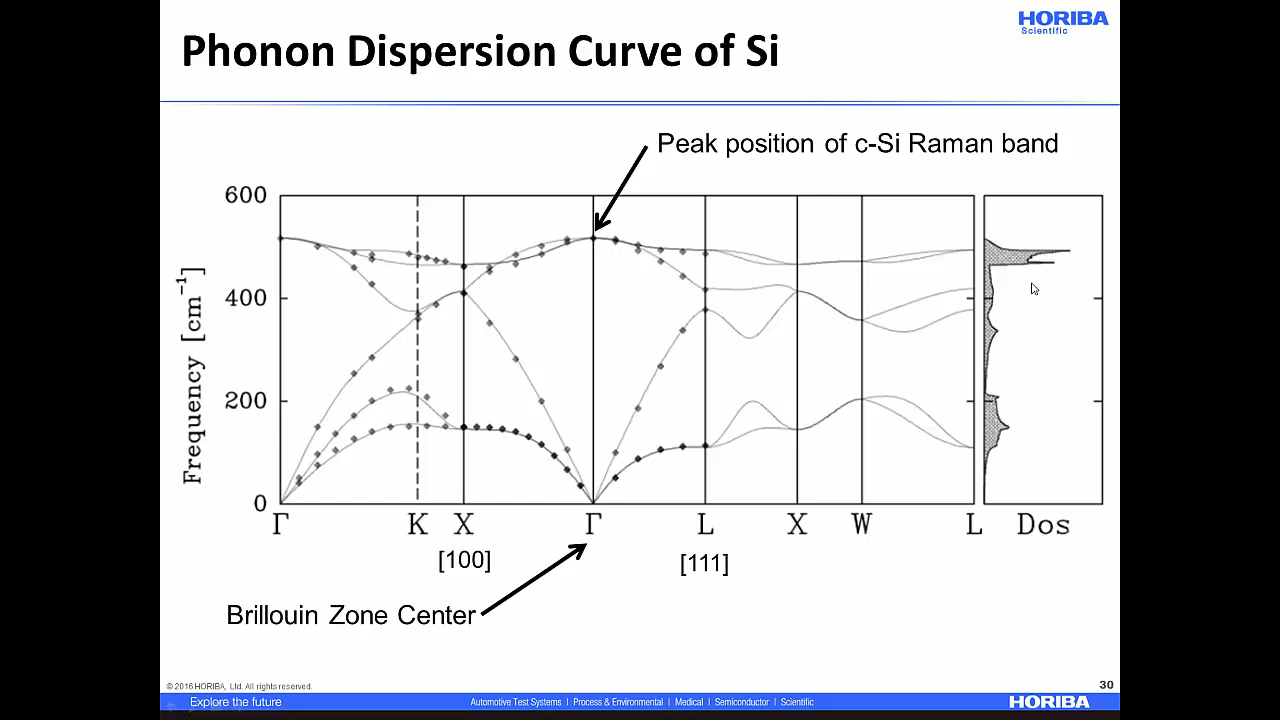 HORIBA
Scientific
Phonon Dispersion Curve of Si
Peak position of c-Si Raman band
Frequency [cm⁻¹]
600
400
200
0
Γ K X Γ L X W L Dos
[100] [111]
Brillouin Zone Center
© 2016 HORIBA, Ltd. All rights reserved.
30
Explore the future
Automotive Test Systems | Process & Environmental | Medical | Semiconductor | Scientific
HORIBA